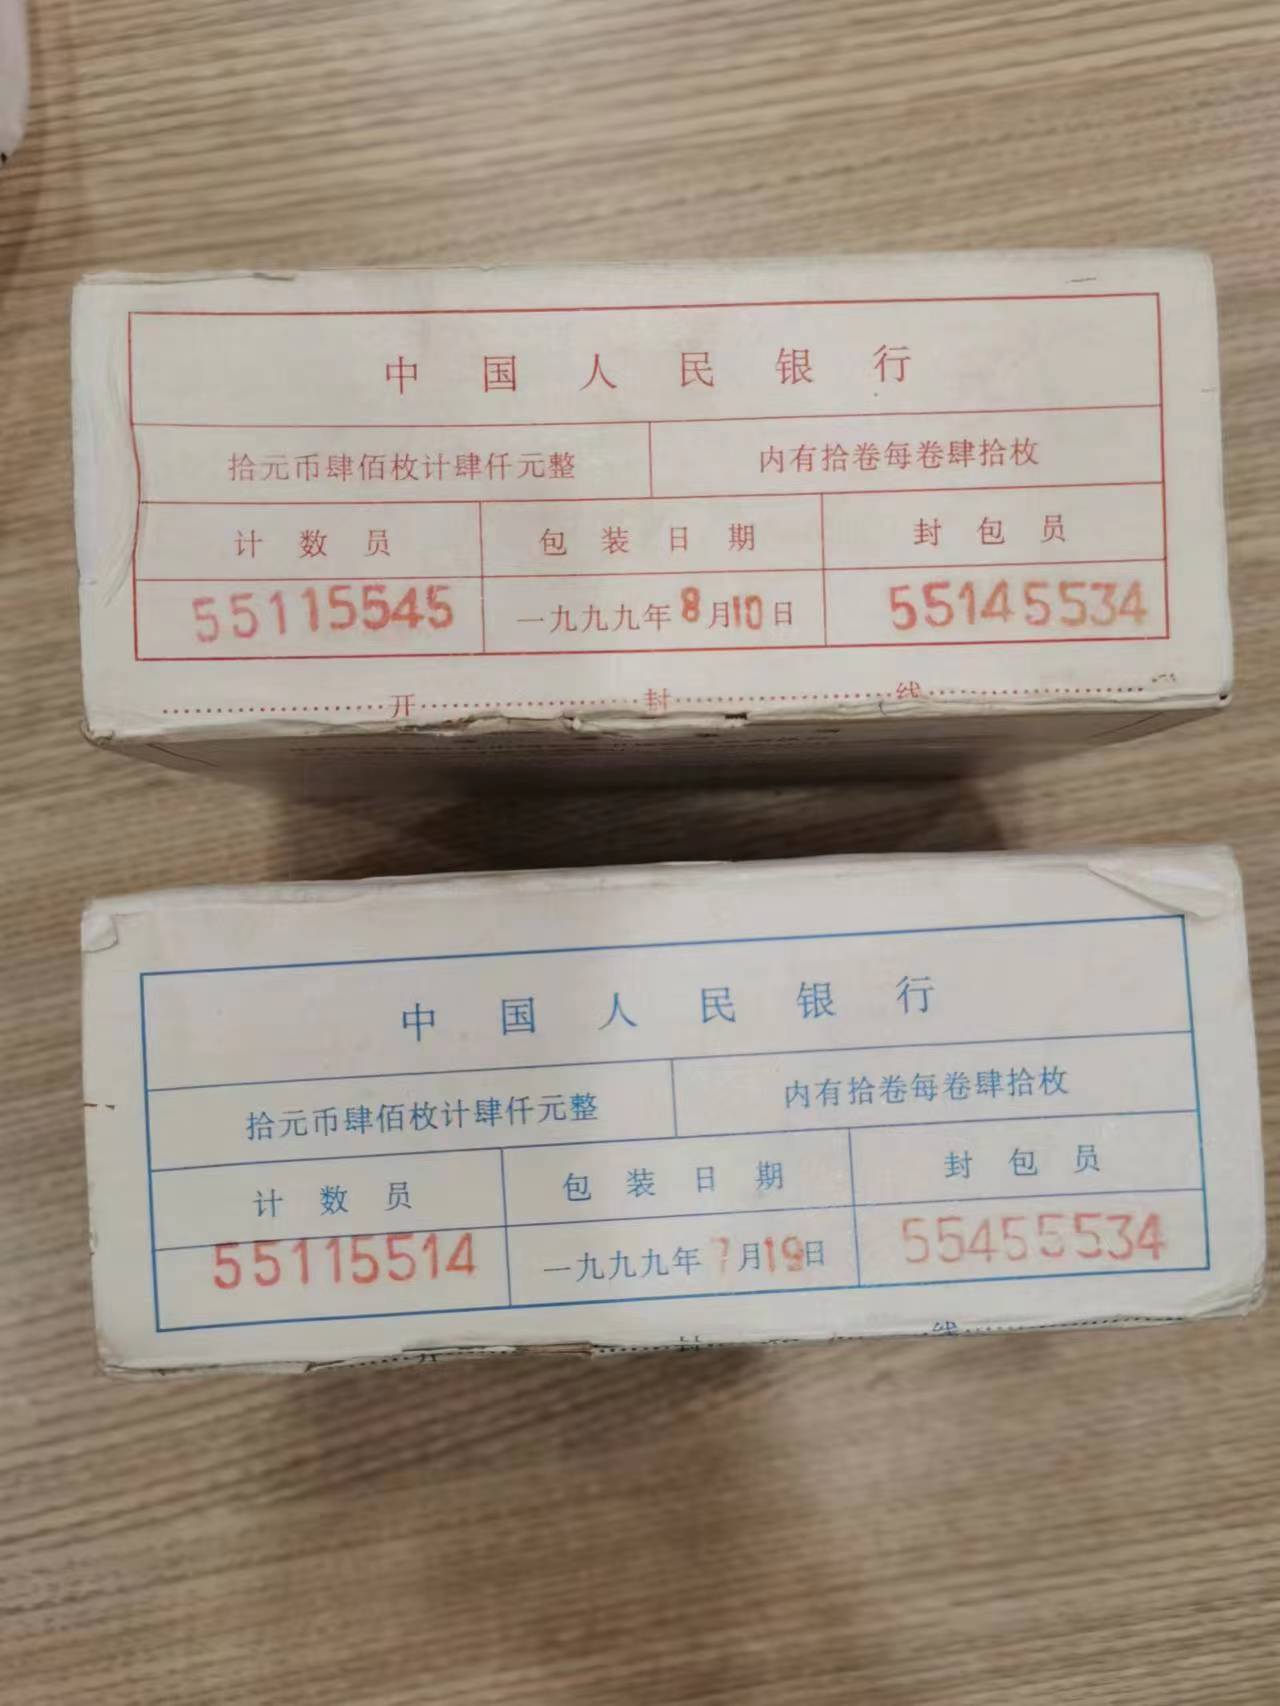 中国人民银行
拾元币肆佰枚计肆仟元整 内有拾卷每卷肆拾枚
计数员 包装日期 封包员
55115545 一九九九年8月10日 55145534
开封线
中国人民银行
拾元币肆佰枚计肆仟元整 内有拾卷每卷肆拾枚
计数员 包装日期 封包员
55115514 一九九九年7月19日 55455534
开封线